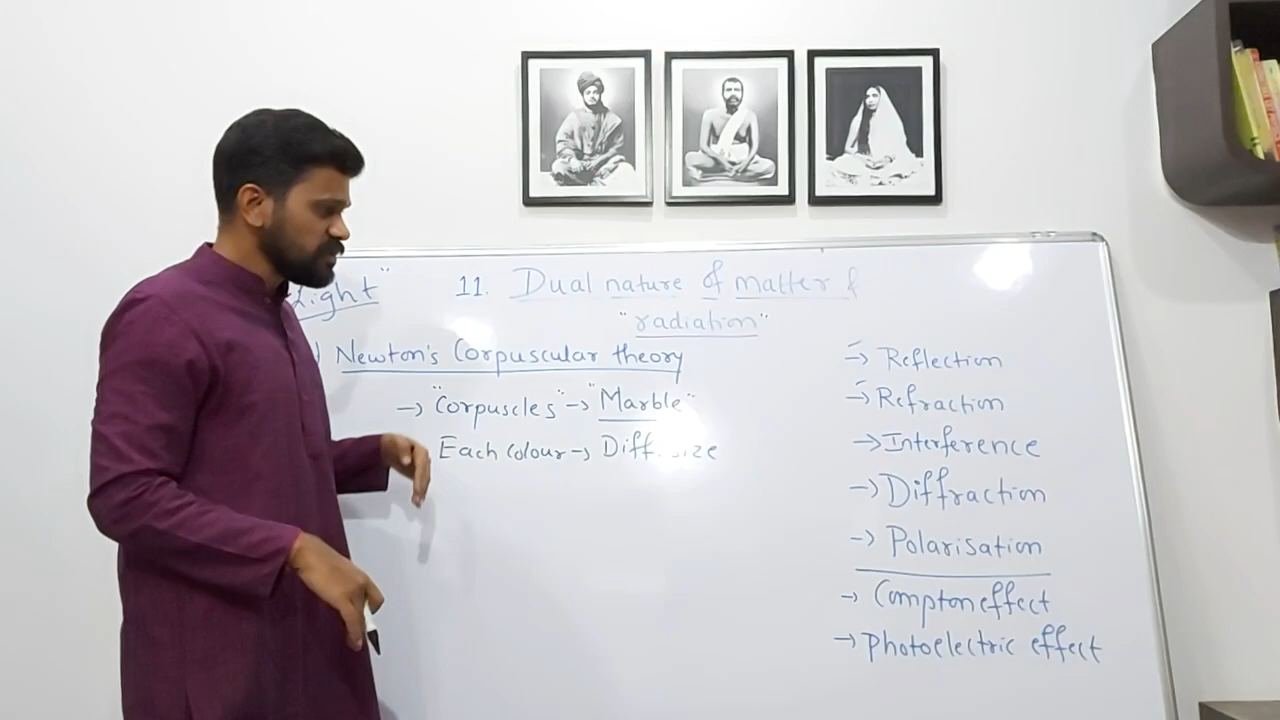 Light" 11. Dual nature of matter &
"radiation"
) Newton's Corpuscular theory
→ "Corpuscles" → "Marble"
Each Colour → Diff. size
→ Reflection
→ Refraction
→ Interference
→ Diffraction
→ Polarisation
→ Compton effect
→ Photoelectric effect